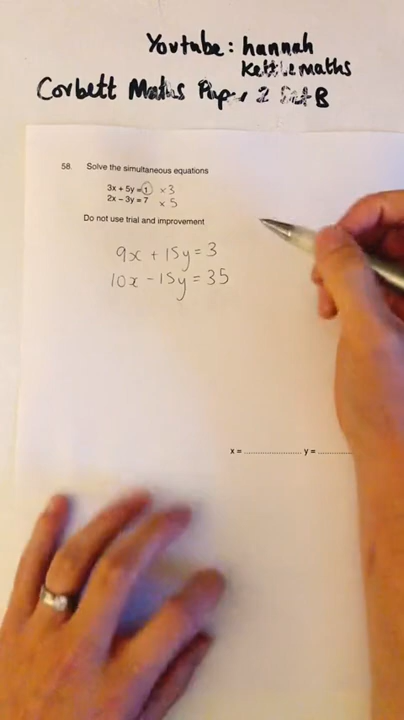 Youtube: hannah
kettlemaths
Corbett Maths Paper 2 Set B
58. Solve the simultaneous equations
3x + 5y = 1 ×3
2x − 3y = 7 ×5
Do not use trial and improvement
9x + 15y = 3
10x − 15y = 35
x = ........................ y = ..............